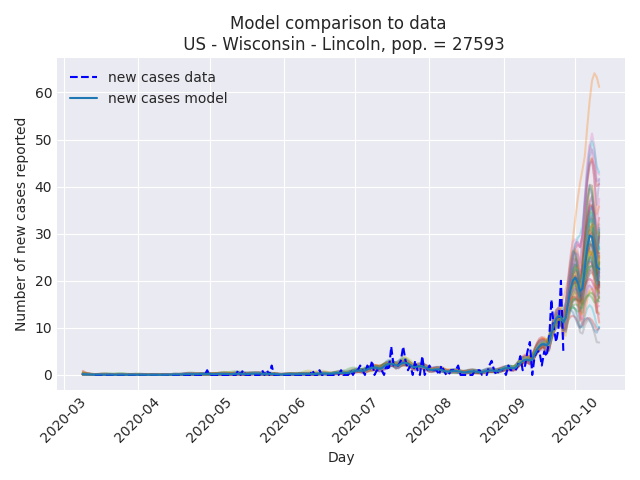 Model comparison to data
US - Wisconsin - Lincoln, pop. = 27593
new cases data
new cases model
Number of new cases reported
60
50
40
30
20
10
0
2020-03
2020-04
2020-05
2020-06
2020-07
2020-08
2020-09
2020-10
Day